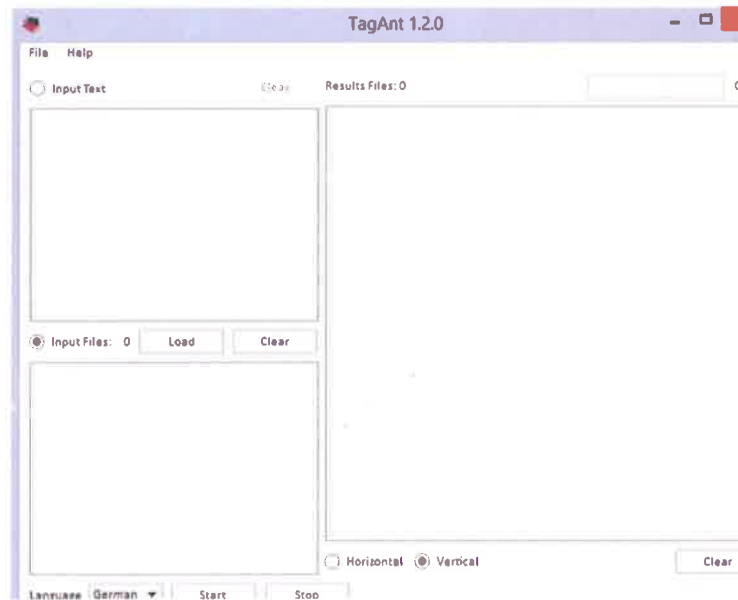 TagAnt 1.2.0
File Help
Input Text Clear
Results Files: 0
Input Files: 0 Load Clear
Horizontal Vertical Clear
Language German Start Stop